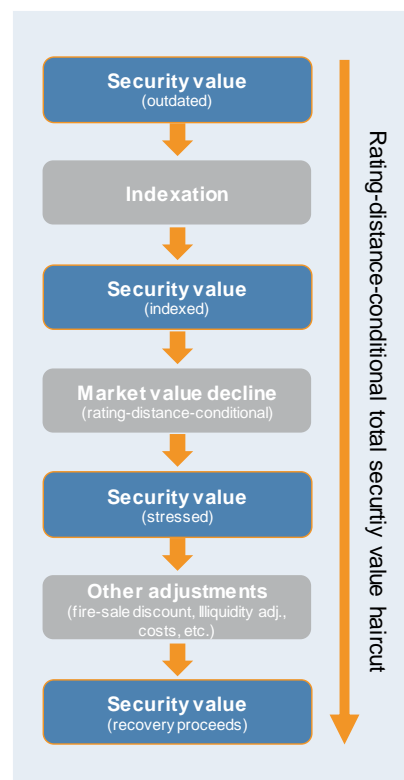 Security value
(outdated)
Indexation
Security value
(indexed)
Market value decline
(rating-distance-conditional)
Security value
(stressed)
Other adjustments
(fire-sale discount, Illiquidity adj.,
costs, etc.)
Security value
(recovery proceeds)
Rating-distance-conditional total securtiy value haircut